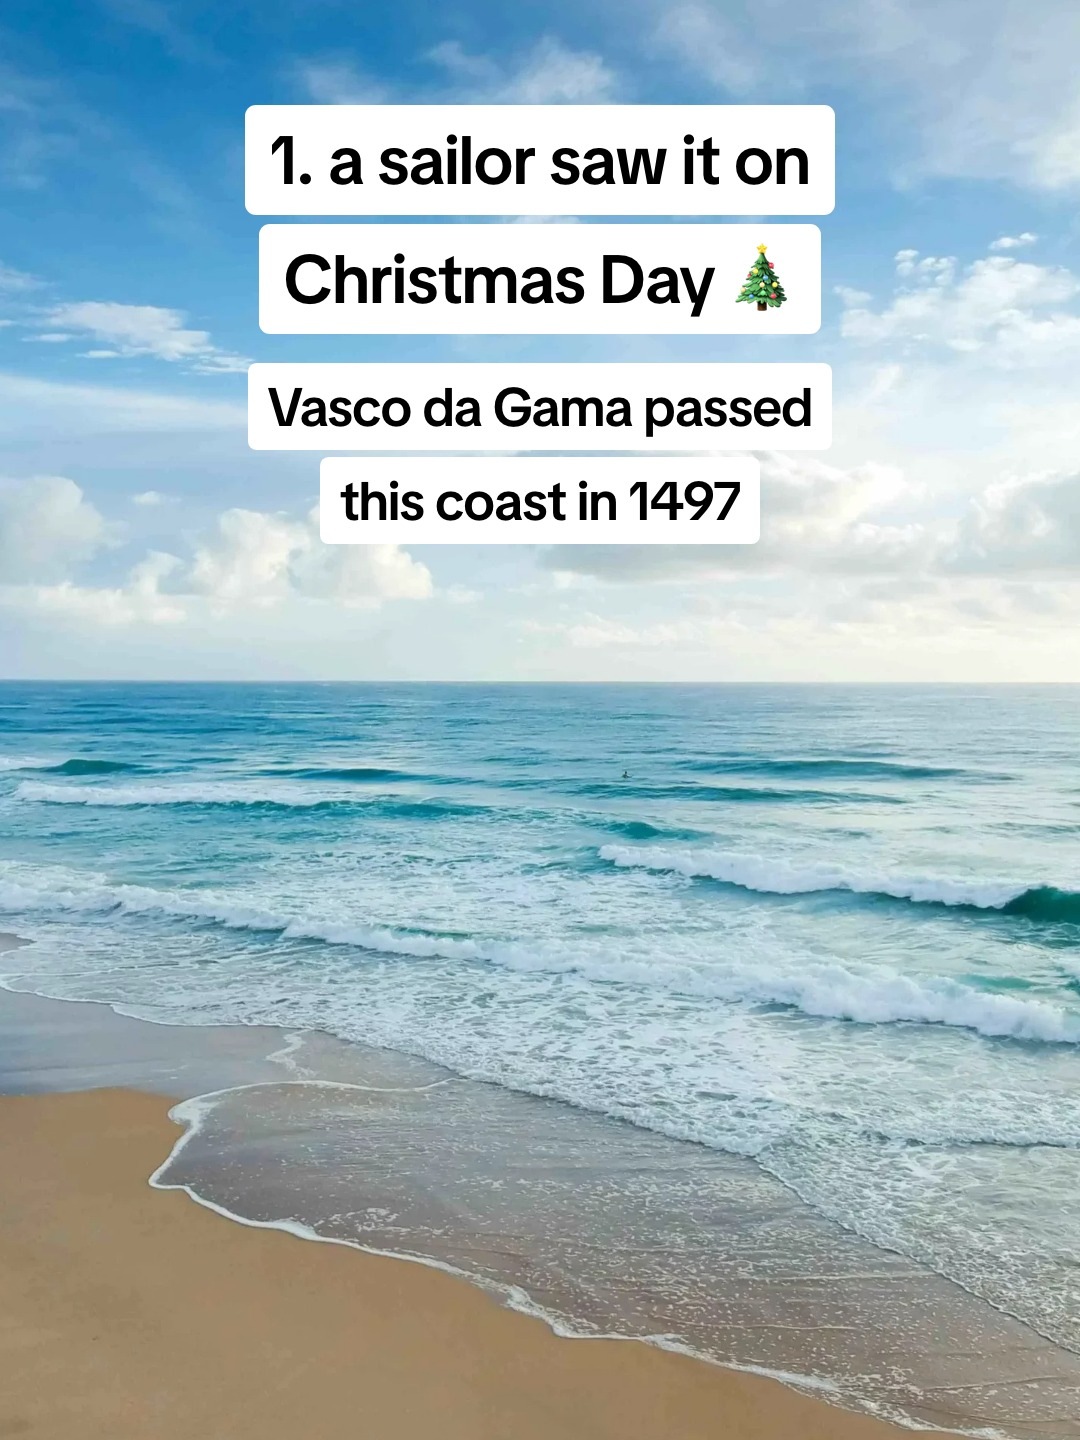 1. a sailor saw it on
Christmas Day 🎄
Vasco da Gama passed
this coast in 1497